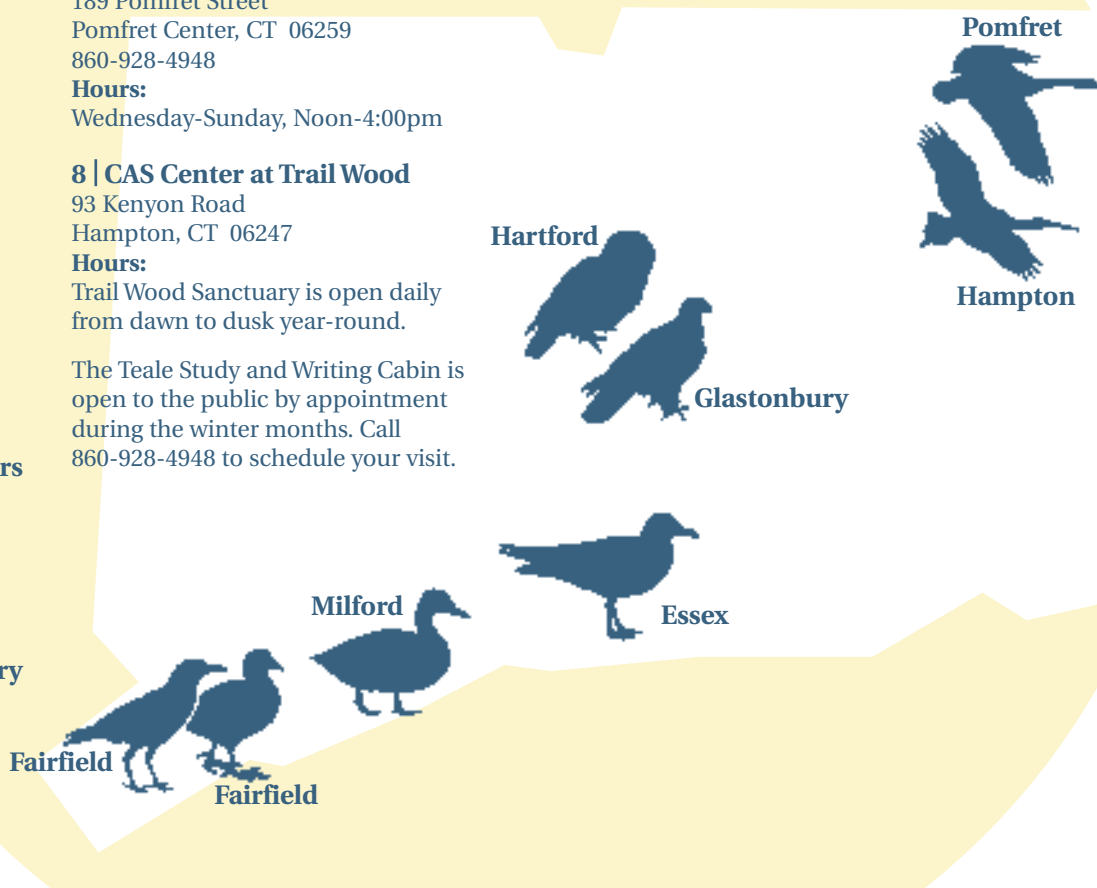 189 Pomfret Street
Pomfret Center, CT  06259
860-928-4948
Hours:
Wednesday-Sunday, Noon-4:00pm
8 | CAS Center at Trail Wood
93 Kenyon Road
Hampton, CT  06247
Hours:
Trail Wood Sanctuary is open daily
from dawn to dusk year-round.
The Teale Study and Writing Cabin is
open to the public by appointment
during the winter months. Call
860-928-4948 to schedule your visit.
rs
ry
Pomfret
Hampton
Hartford
Glastonbury
Essex
Milford
Fairfield
Fairfield